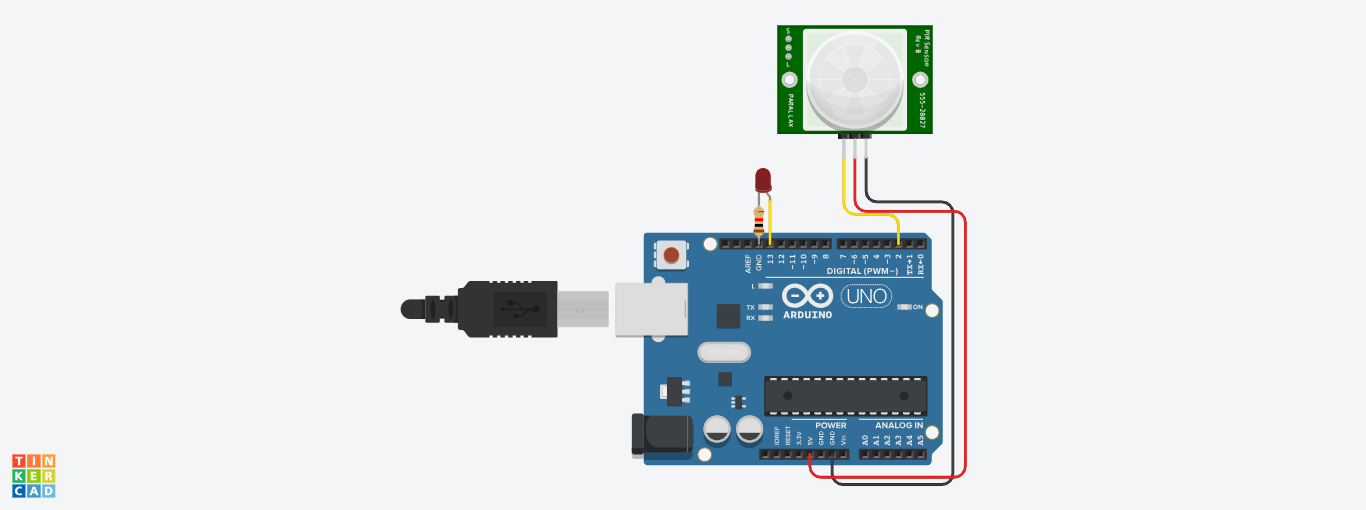 S
L
PARALLAX
PIR Sensor
Rev B
555-28027
AREF
GND
13
12
~11
~10
~9
8
7
~6
~5
4
~3
2
TX→1
RX←0
DIGITAL (PWM~)
L
TX
RX
ARDUINO
UNO
ON
POWER
ANALOG IN
IOREF
RESET
3.3V
5V
GND
GND
Vin
A0
A1
A2
A3
A4
A5
TIN
KER
CAD